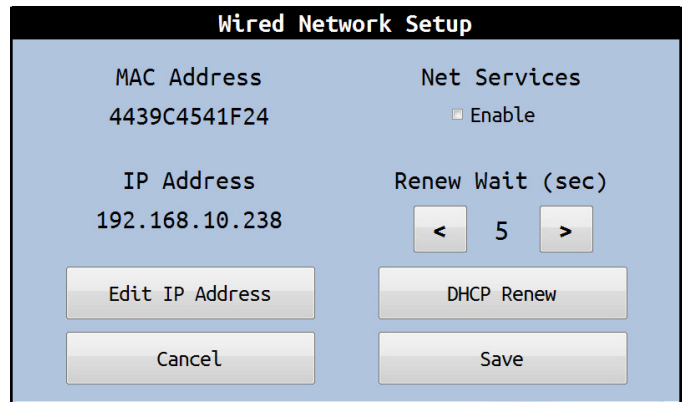 Wired Network Setup
MAC Address
4439C4541F24
Net Services
Enable
IP Address
192.168.10.238
Renew Wait (sec)
< 5 >
Edit IP Address
DHCP Renew
Cancel
Save